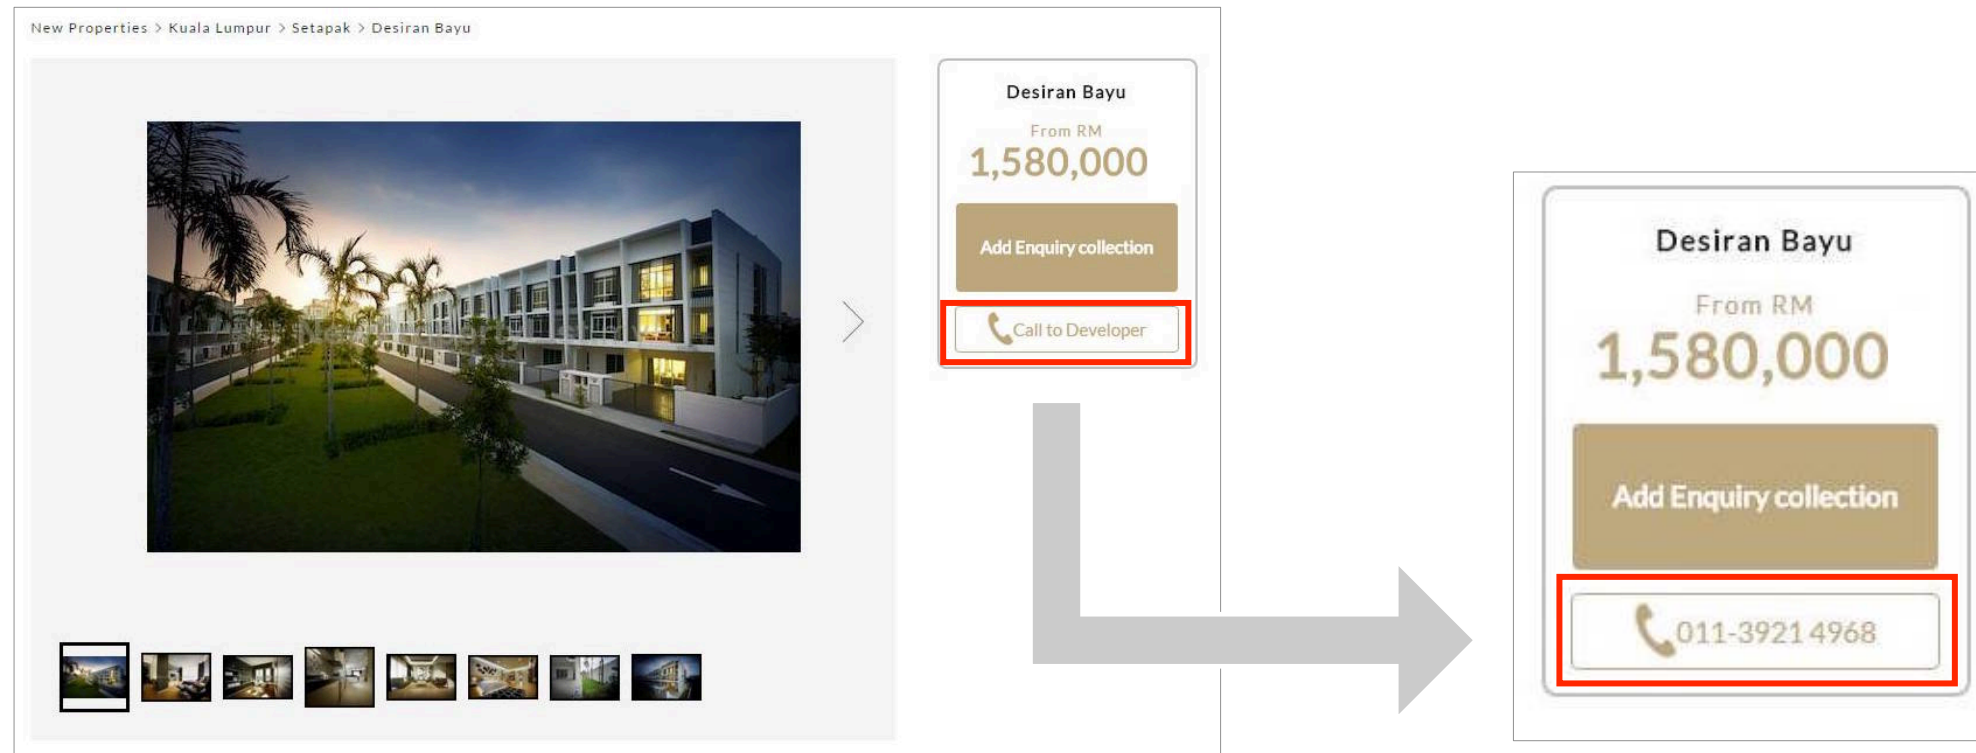 New Properties > Kuala Lumpur > Setapak > Desiran Bayu
Desiran Bayu
From RM
1,580,000
Add Enquiry collection
Call to Developer
Desiran Bayu
From RM
1,580,000
Add Enquiry collection
011-3921 4968